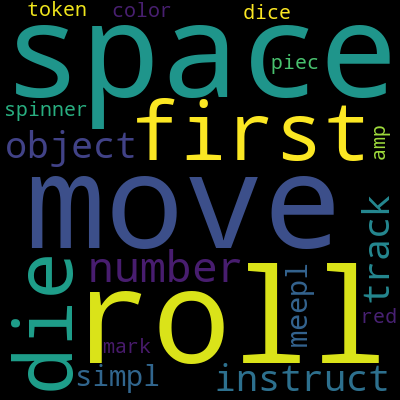 token color dice
space
piec
spinner first amp
object
move
track
number
die roll meepl
red
mark
simpl instruct